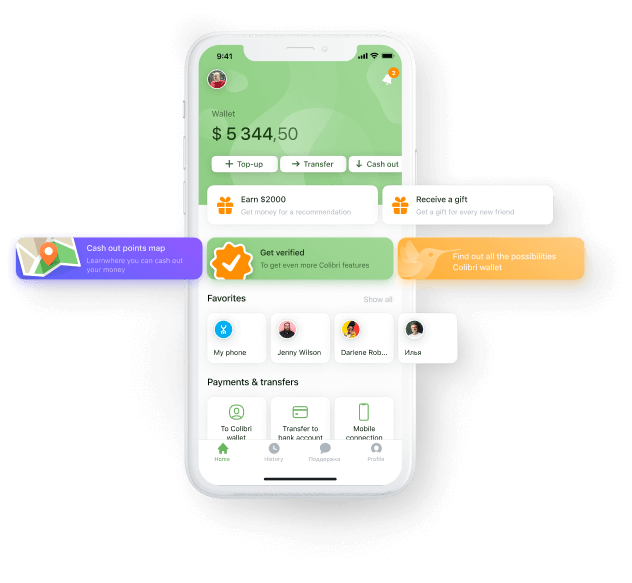 9:41
3
Wallet
$ 5 344,50
Top-up
Transfer
Cash out
Earn $2000
Get money for a recommendation
Receive a gift
Get a gift for every new friend
Cash out points map
Learnwhere you can cash out
your money
Get verified
To get even more Colibri features
Find out all the possibilities
Colibri wallet
Favorites
Show all
My phone
Jenny Wilson
Darlene Rob...
Илья
Payments & transfers
To Colibri
wallet
Transfer to
bank account
Mobile
connection
Home
History
Поддержка
Profile